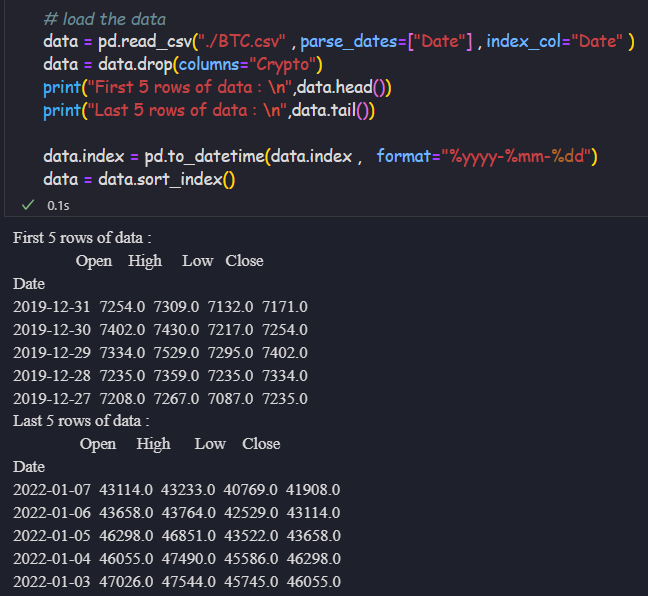 # load the data
data = pd.read_csv("./BTC.csv" , parse_dates=["Date"] , index_col="Date" )
data = data.drop(columns="Crypto")
print("First 5 rows of data : \n",data.head())
print("Last 5 rows of data : \n",data.tail())
data.index = pd.to_datetime(data.index , format="%yyyy-%mm-%dd")
data = data.sort_index()
✓ 0.1s
First 5 rows of data :
Open High Low Close
Date
2019-12-31 7254.0 7309.0 7132.0 7171.0
2019-12-30 7402.0 7430.0 7217.0 7254.0
2019-12-29 7334.0 7529.0 7295.0 7402.0
2019-12-28 7235.0 7359.0 7235.0 7334.0
2019-12-27 7208.0 7267.0 7087.0 7235.0
Last 5 rows of data :
Open High Low Close
Date
2022-01-07 43114.0 43233.0 40769.0 41908.0
2022-01-06 43658.0 43764.0 42529.0 43114.0
2022-01-05 46298.0 46851.0 43522.0 43658.0
2022-01-04 46055.0 47490.0 45586.0 46298.0
2022-01-03 47026.0 47544.0 45745.0 46055.0